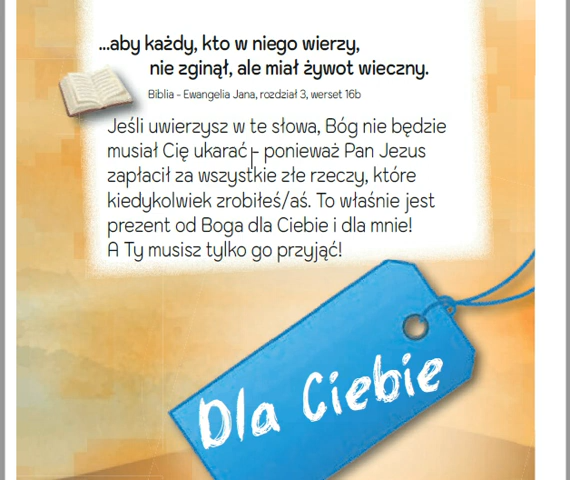 ...aby każdy, kto w niego wierzy,
nie zginął, ale miał żywot wieczny.
Biblia - Ewangelia Jana, rozdział 3, werset 16b
Jeśli uwierzysz w te słowa, Bóg nie będzie
musiał Cię ukarać - ponieważ Pan Jezus
zapłacił za wszystkie złe rzeczy, które
kiedykolwiek zrobiłeś/aś. To właśnie jest
prezent od Boga dla Ciebie i dla mnie!
A Ty musisz tylko go przyjąć!
Dla Ciebie